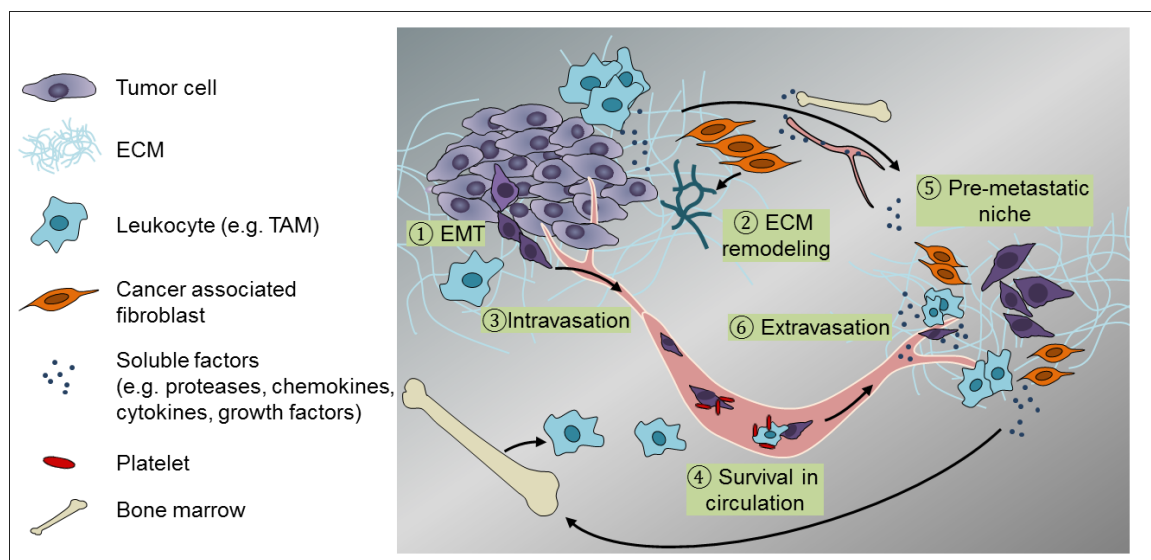 Tumor cell
ECM
Leukocyte (e.g. TAM)
Cancer associated
fibroblast
Soluble factors
(e.g. proteases, chemokines,
cytokines, growth factors)
Platelet
Bone marrow
① EMT
② ECM
remodeling
③Intravasation
④ Survival in
circulation
⑤ Pre-metastatic
niche
⑥ Extravasation